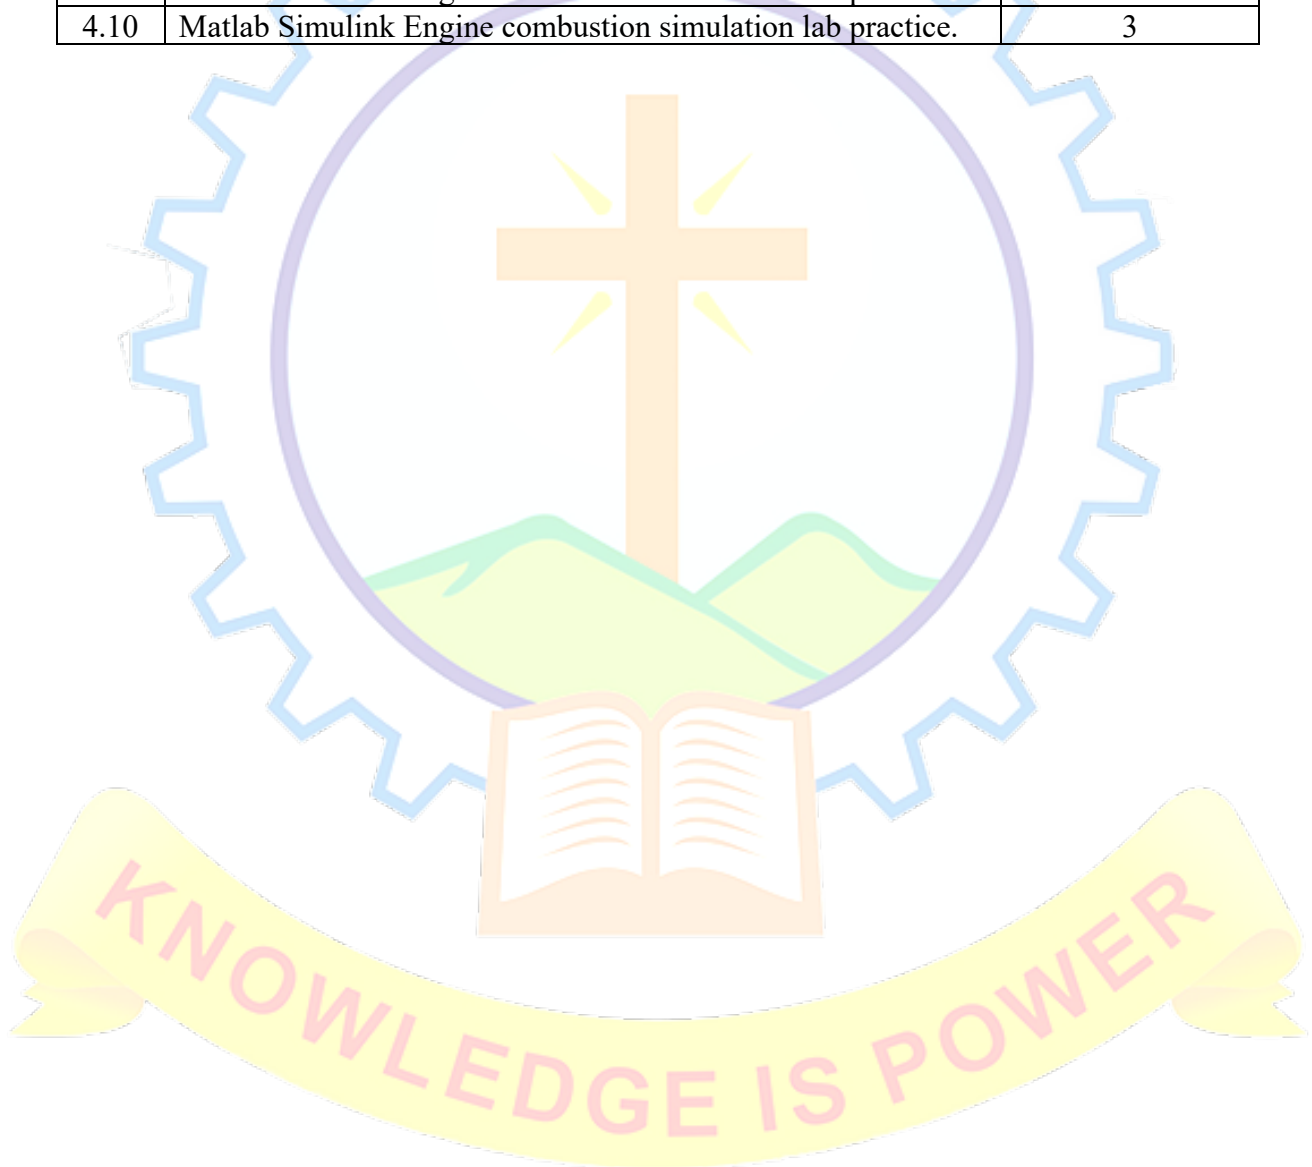 4.10 Matlab Simulink Engine combustion simulation lab practice. 3
KNOWLEDGE IS POWER